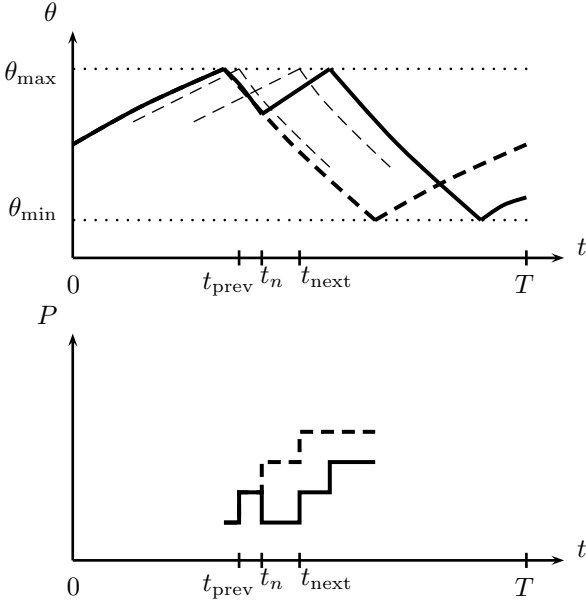 θ
θmax
θmin
t
0 tprev tn tnext T
P
t
0 tprev tn tnext T